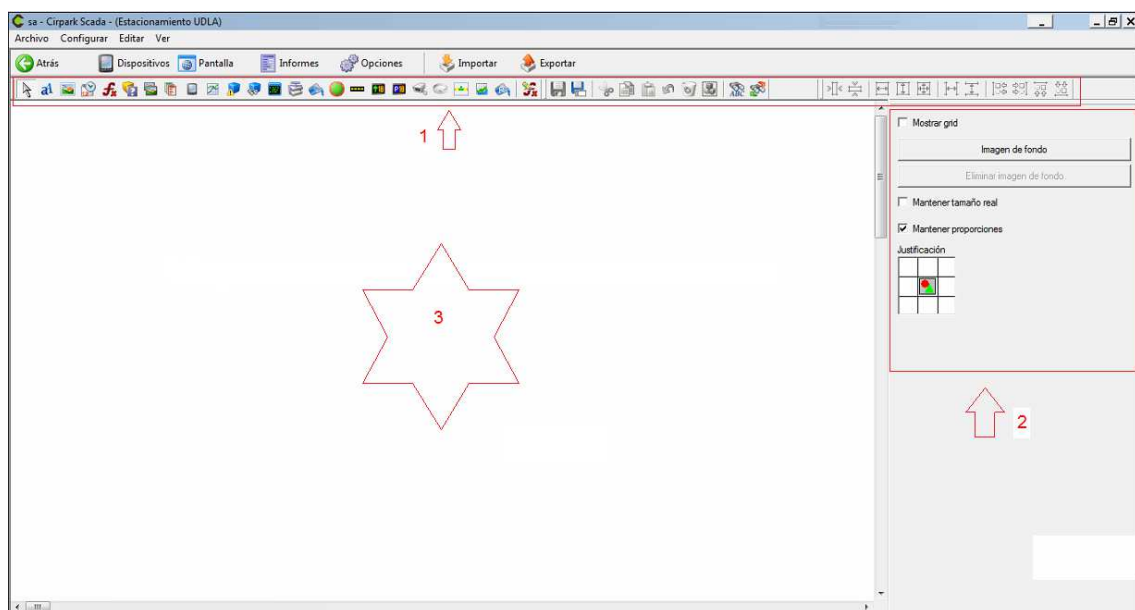 sa - Cirpark Scada - (Estacionamiento UDLA)
Archivo Configurar Editar Ver
Atrás Dispositivos Pantalla Informes Opciones Importar Exportar
1
Mostrar grid
Imagen de fondo
Eliminar imagen de fondo
Mantener tamaño real
Mantener proporciones
Justificación
3
2